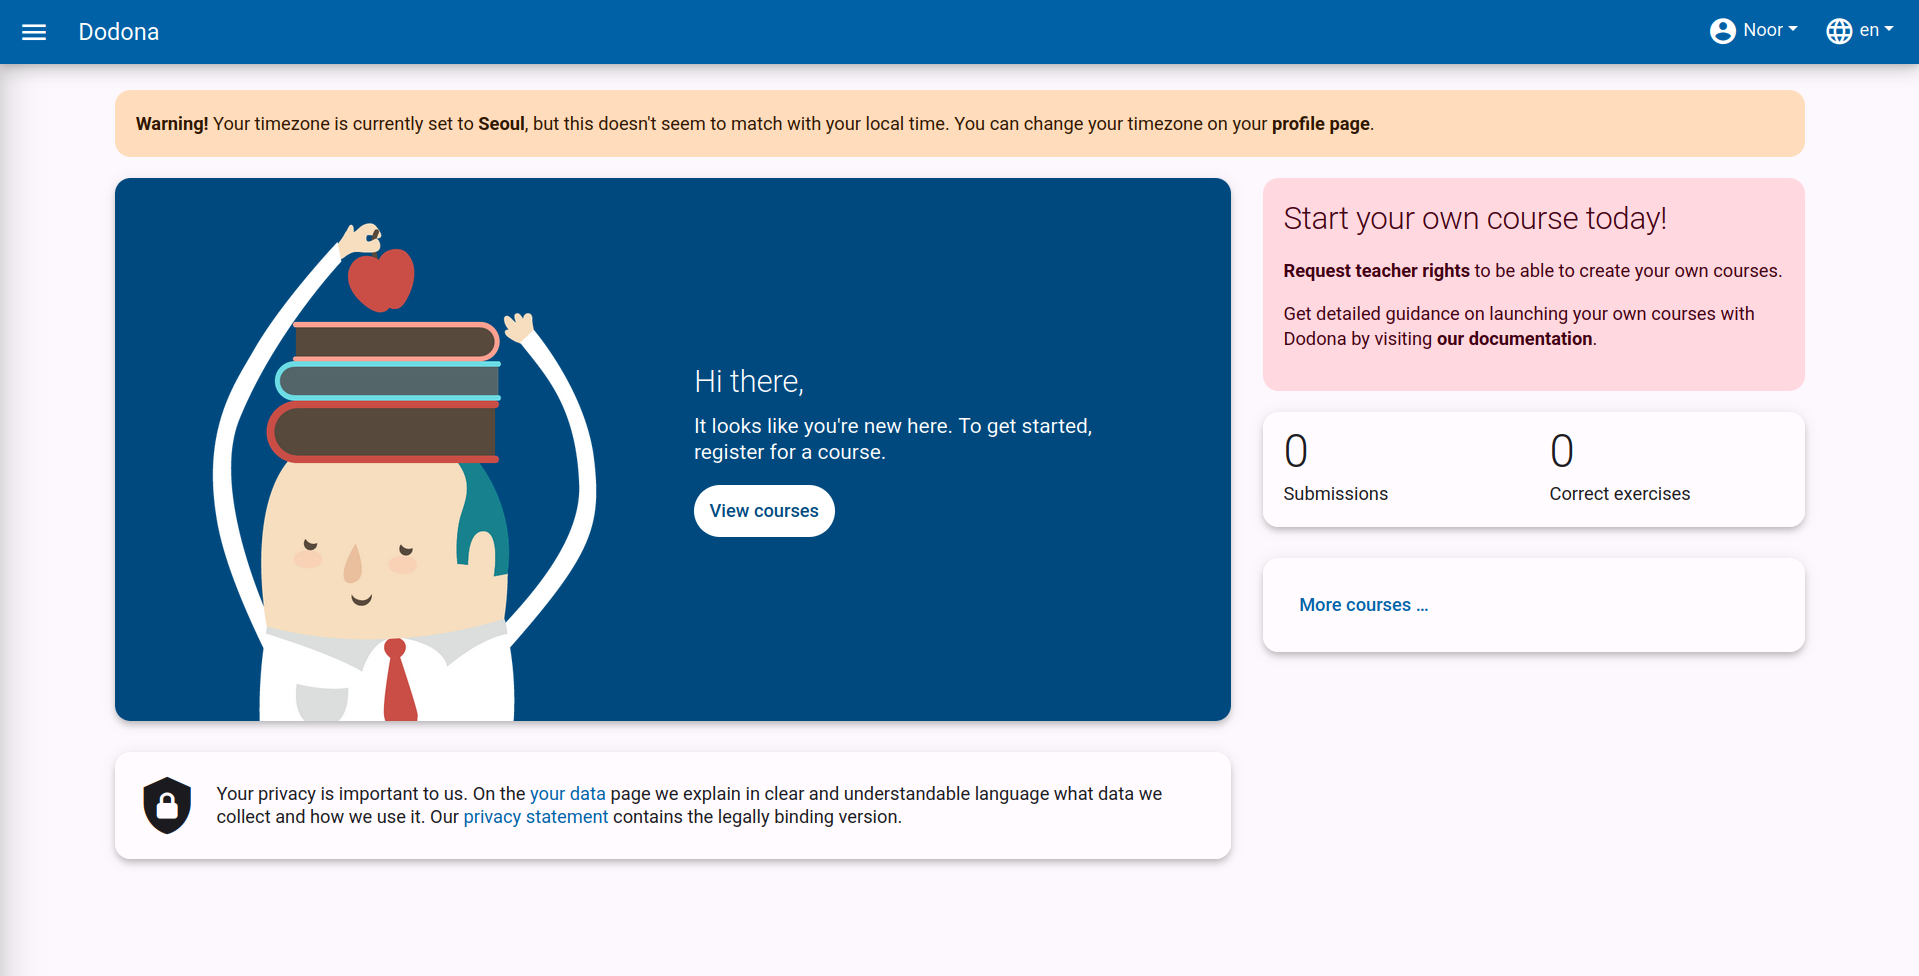 Dodona
Noor
en
Warning! Your timezone is currently set to Seoul, but this doesn't seem to match with your local time. You can change your timezone on your profile page.
Hi there,
It looks like you're new here. To get started,
register for a course.
View courses
Your privacy is important to us. On the your data page we explain in clear and understandable language what data we
collect and how we use it. Our privacy statement contains the legally binding version.
Start your own course today!
Request teacher rights to be able to create your own courses.
Get detailed guidance on launching your own courses with
Dodona by visiting our documentation.
0
Submissions
0
Correct exercises
More courses ...